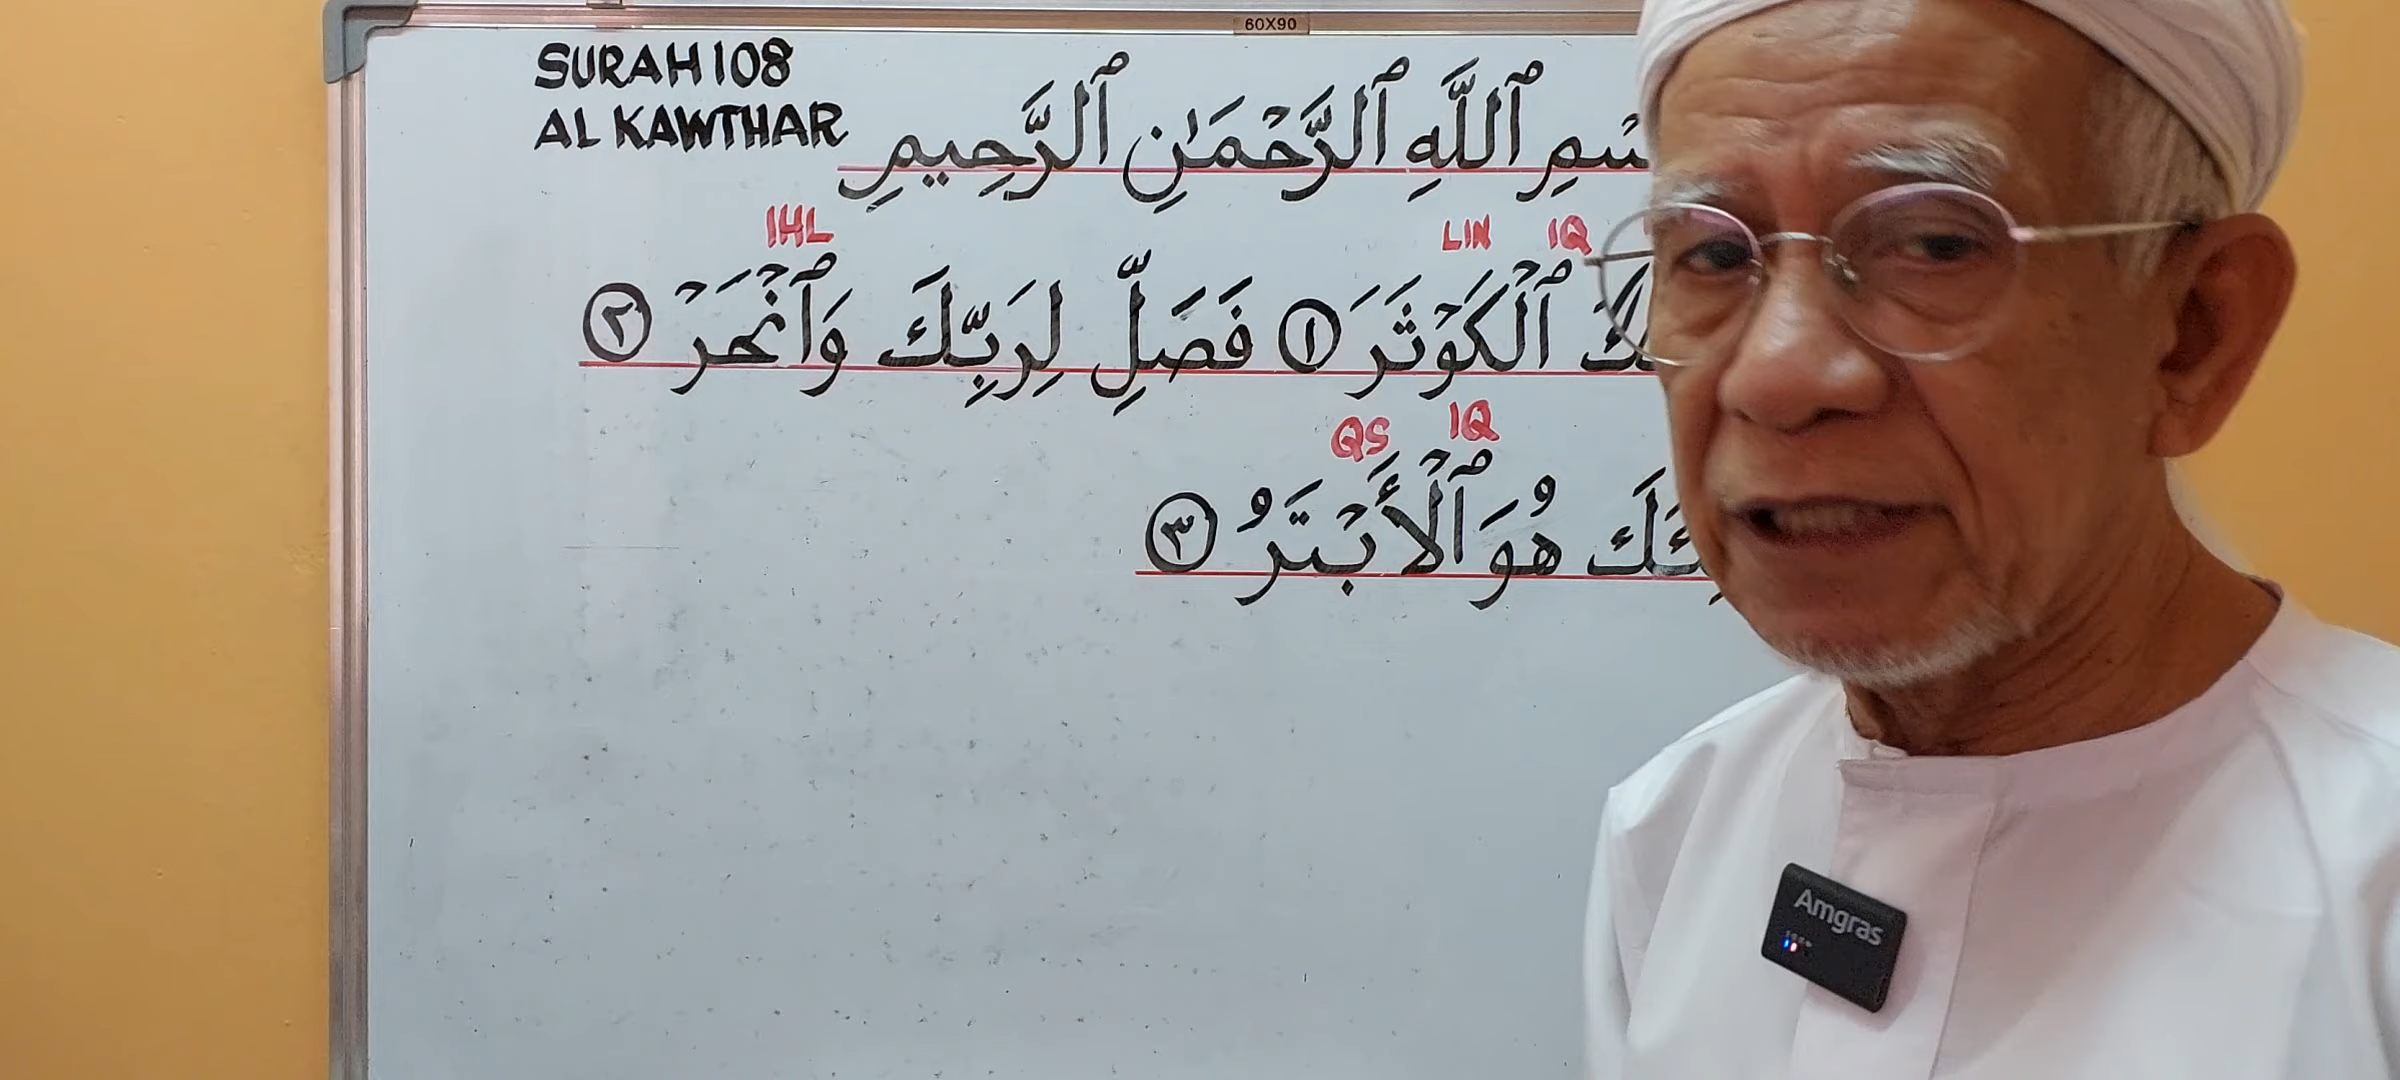 60X90
SURAH 108
AL KAWTHAR
ٱللَّهِ ٱلرَّحْمَـٰنِ ٱلرَّحِيمِ
IQ LIN IHL
ٱلْكَوْثَرَ ١ فَصَلِّ لِرَبِّكَ وَٱنْحَرْ ٢
IQ QS
هُوَ ٱلْأَبْتَرُ ٣
Amgras